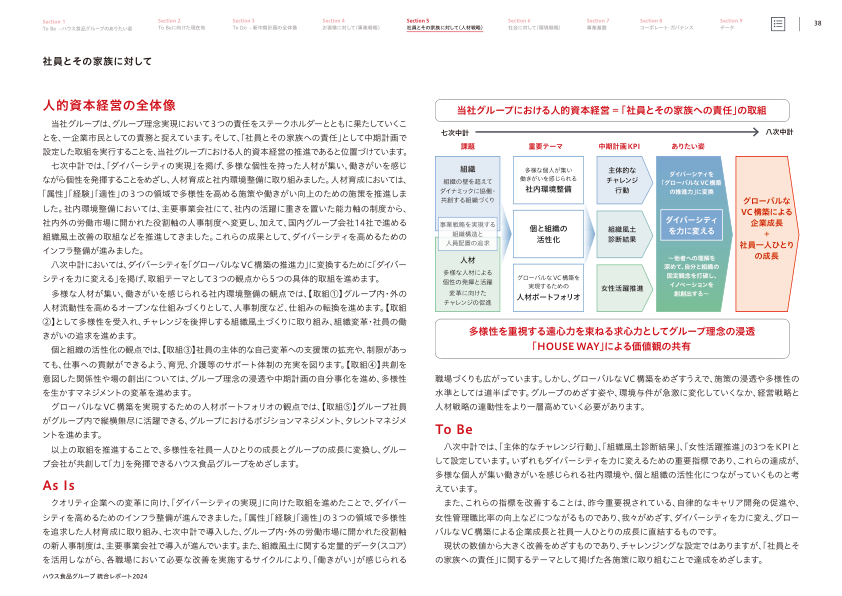 Section 1
To Be −ハウス食品グループのありたい姿
Section 2
To Beに向けた現在地
Section 3
To Do −新中期計画の全体像
Section 4
お客様に対して(事業戦略)
Section 5
社員とその家族に対して(人材戦略)
Section 6
社会に対して(環境戦略)
Section 7
事業基盤
Section 8
コーポレート・ガバナンス
Section 9
データ
38
社員とその家族に対して
人的資本経営の全体像
当社グループは、グループ理念実現において3つの責任をステークホルダーとともに果たしていくこ
とを、一企業市民としての責務と捉えています。そして、「社員とその家族への責任」として中期計画で
設定した取組を実行することを、当社グループにおける人的資本経営の推進であると位置づけています。
七次中計では、「ダイバーシティの実現」を掲げ、多様な個性を持った人材が集い、働きがいを感じ
ながら個性を発揮することをめざし、人材育成と社内環境整備に取り組みました。人材育成においては、
「属性」「経験」「適性」の3つの領域で多様性を高める施策や働きがい向上のための施策を推進しま
した。社内環境整備においては、主要事業会社にて、社内の活躍に重きを置いた能力軸の制度から、
社内外の労働市場に開かれた役割軸の人事制度へ変更し、加えて、国内グループ会社14社で進める
組織風土改善の取組などを推進してきました。これらの成果として、ダイバーシティを高めるための
インフラ整備が進みました。
八次中計においては、ダイバーシティを「グローバルなVC構築の推進力」に変換するために「ダイバー
シティを力に変える」を掲げ、取組テーマとして3つの観点から5つの具体的取組を進めます。
多様な人材が集い、働きがいを感じられる社内環境整備の観点では、【取組①】グループ内・外の
人材流動性を高めるオープンな仕組みづくりとして、人事制度など、仕組みの転換を進めます。【取組
②】として多様性を受入れ、チャレンジを後押しする組織風土づくりに取り組み、組織変革・社員の働
きがいの追求を進めます。
個と組織の活性化の観点では、【取組③】社員の主体的な自己変革への支援策の拡充や、制限があっ
ても、仕事への貢献ができるよう、育児、介護等のサポート体制の充実を図ります。【取組④】共創を
意図した関係性や場の創出については、グループ理念の浸透や中期計画の自分事化を進め、多様性
を生かすマネジメントの変革を進めます。
グローバルなVC構築を実現するための人材ポートフォリオの観点では、【取組⑤】グループ社員
がグループ内で縦横無尽に活躍できる、グループにおけるポジションマネジメント、タレントマネジメ
ントを進めます。
以上の取組を推進することで、多様性を社員一人ひとりの成長とグループの成長に変換し、グルー
プ会社が共創して「力」を発揮できるハウス食品グループをめざします。
As Is
クオリティ企業への変革に向け、「ダイバーシティの実現」に向けた取組を進めたことで、ダイバー
シティを高めるためのインフラ整備が進んできました。「属性」「経験」「適性」の3つの領域で多様性
を追求した人材育成に取り組み、七次中計で導入した、グループ内・外の労働市場に開かれた役割軸
の新人事制度は、主要事業会社で導入が進んでいます。また、組織風土に関する定量的データ(スコア)
を活用しながら、各職場において必要な改善を実施するサイクルにより、「働きがい」が感じられる
当社グループにおける人的資本経営＝「社員とその家族への責任」の取組
七次中計
八次中計
課題
重要テーマ
中期計画KPI
ありたい姿
組織
組織の壁を超えて
ダイナミックに協働・
共創する組織づくり
事業戦略を実現する
組織構造と
人員配置の追求
人材
多様な人材による
個性の発揮と活躍
変革に向けた
チャレンジの促進
多様な個人が集い
働きがいを感じられる
社内環境整備
個と組織の
活性化
グローバルなVC構築を
実現するための
人材ポートフォリオ
主体的な
チャレンジ
行動
組織風土
診断結果
女性活躍推進
ダイバーシティを
「グローバルなVC構築
の推進力」に変換
ダイバーシティ
を力に変える
〜他者への理解を
深めて、自分と組織の
固定観念を打破し、
イノベーションを
創創出する〜
グローバルな
VC構築による
企業成長
+
社員一人ひとり
の成長
多様性を重視する遠心力を束ねる求心力としてグループ理念の浸透
「HOUSE WAY」による価値観の共有
職場づくりも広がっています。しかし、グローバルなVC構築をめざすうえで、施策の浸透や多様性の
水準としては道半ばです。グループのめざす姿や、環境与件が急激に変化していくなか、経営戦略と
人材戦略の連動性をより一層高めていく必要があります。
To Be
八次中計では、「主体的なチャレンジ行動」、「組織風土診断結果」、「女性活躍推進」の3つをKPIと
して設定しています。いずれもダイバーシティを力に変えるための重要指標であり、これらの達成が、
多様な個人が集い働きがいを感じられる社内環境や、個と組織の活性化につながっていくものと考
えています。
また、これらの指標を改善することは、昨今重要視されている、自律的なキャリア開発の促進や、
女性管理職比率の向上などにつながるものであり、我々がめざす、ダイバーシティを力に変え、グロー
バルなVC構築による企業成長と社員一人ひとりの成長に直結するものです。
現状の数値から大きく改善をめざすものであり、チャレンジングな設定ではありますが、「社員とそ
の家族への責任」に関するテーマとして掲げた各施策に取り組むことで達成をめざします。
ハウス食品グループ 統合レポート2024